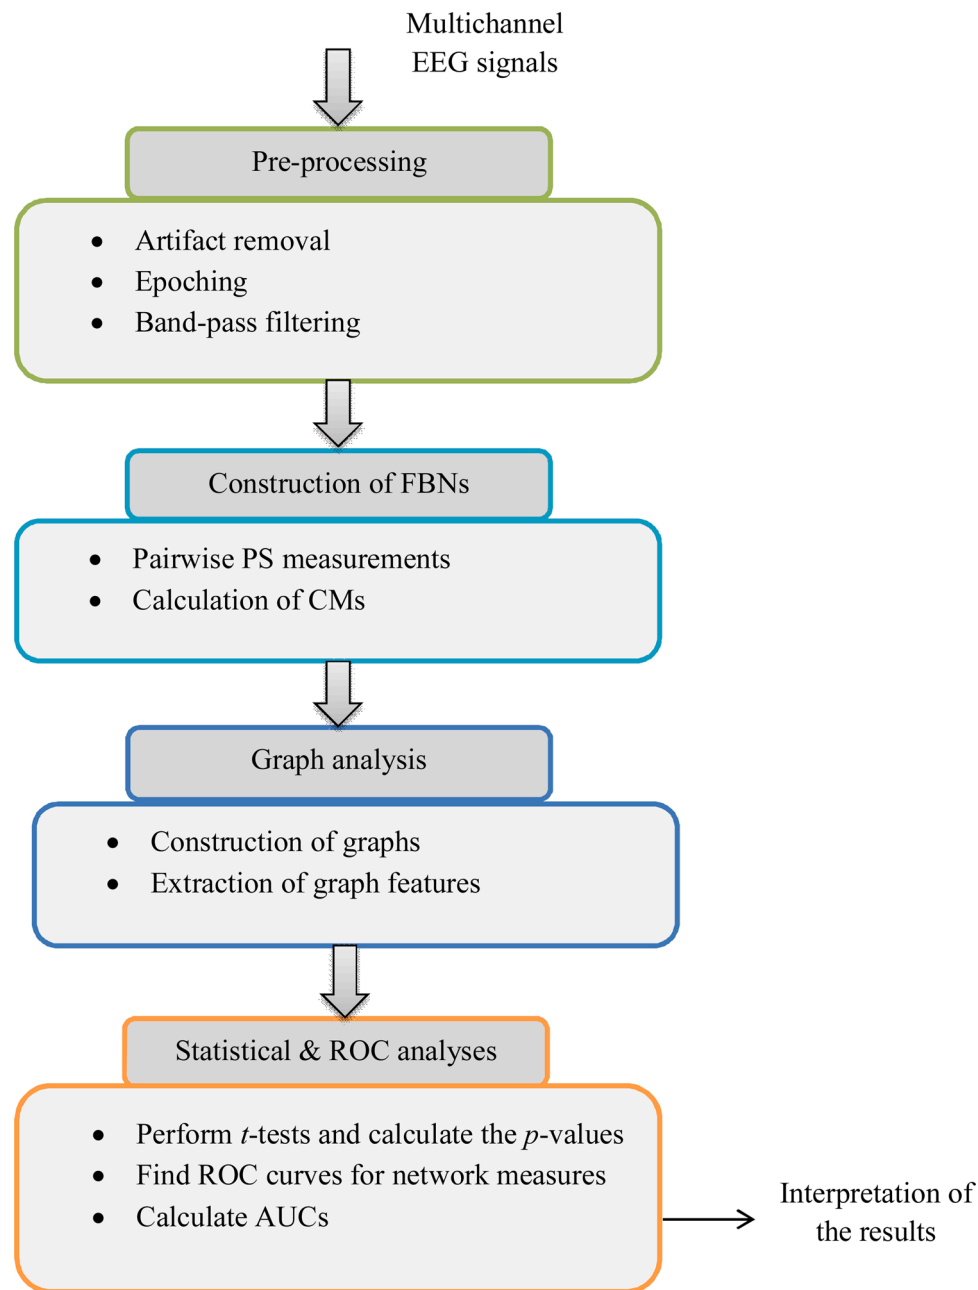 Multichannel
EEG signals
Pre-processing
• Artifact removal
• Epoching
• Band-pass filtering
Construction of FBNs
• Pairwise PS measurements
• Calculation of CMs
Graph analysis
• Construction of graphs
• Extraction of graph features
Statistical & ROC analyses
• Perform t-tests and calculate the p-values
• Find ROC curves for network measures
• Calculate AUCs
Interpretation of
the results